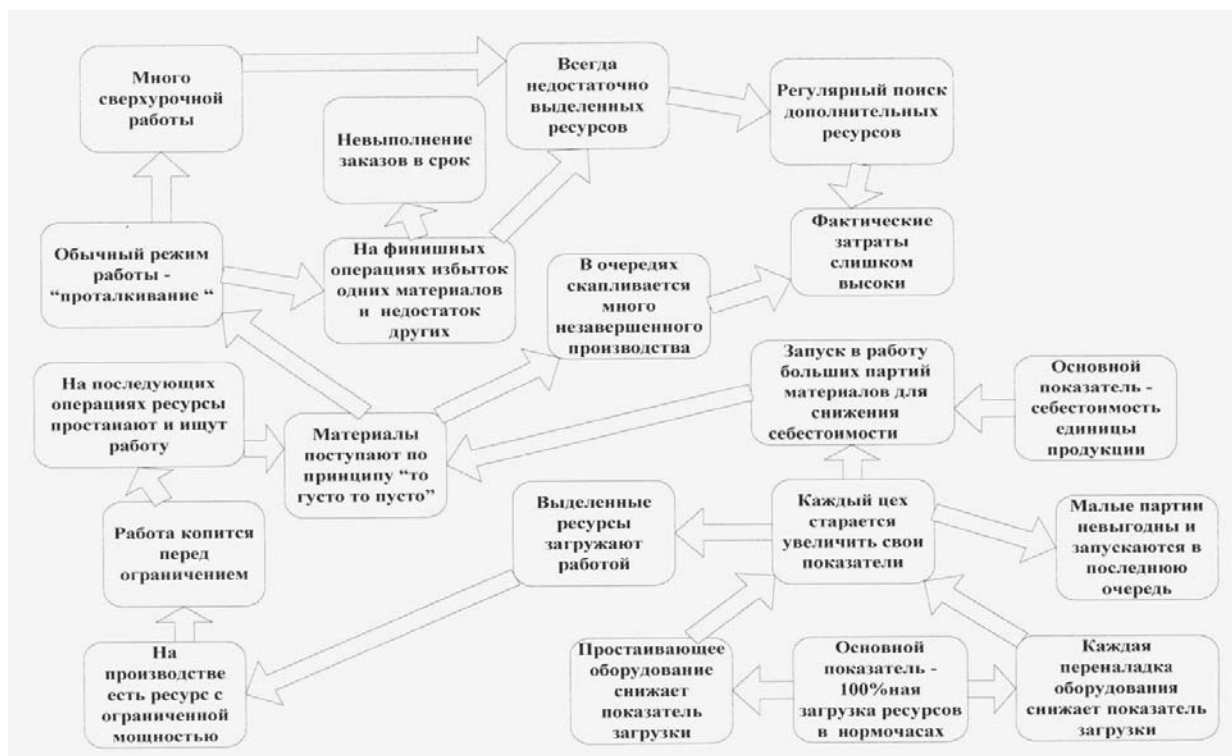 Много
сверхурочной
работы
Всегда
недостаточно
выделенных
ресурсов
Регулярный поиск
дополнительных
ресурсов
Невыполнение
заказов в срок
Обычный режим
работы -
“проталкивание “
На финишных
операциях избыток
одних материалов
и недостаток
других
В очередях
скапливается
много
незавершенного
производства
Фактические
затраты
слишком
высоки
На последующих
операциях ресурсы
простаивают и ищут
работу
Материалы
поступают по
принципу “то
густо то пусто”
Запуск в работу
больших партий
материалов для
снижения
себестоимости
Основной
показатель -
себестоимость
единицы
продукции
Работа копится
перед
ограничением
Выделенные
ресурсы
загружают
работой
Каждый цех
старается
увеличить свои
показатели
Малые партии
невыгодны и
запускаются в
последнюю
очередь
На
производстве
есть ресурс с
ограниченной
мощностью
Простаивающее
оборудование
снижает
показатель
загрузки
Основной
показатель -
100%ная
загрузка ресурсов
в нормочасах
Каждая
переналадка
оборудования
снижает показатель
загрузки